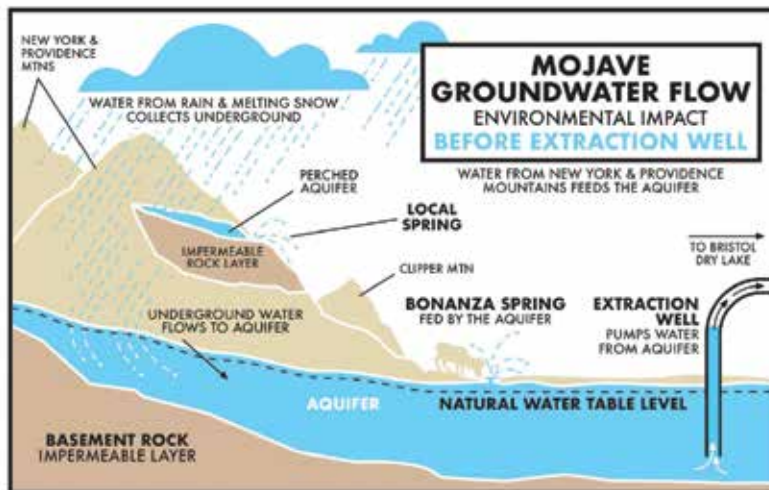 NEW YORK &
PROVIDENCE
MTNS
WATER FROM RAIN & MELTING SNOW
COLLECTS UNDERGROUND
MOJAVE
GROUNDWATER FLOW
ENVIRONMENTAL IMPACT
BEFORE EXTRACTION WELL
WATER FROM NEW YORK & PROVIDENCE
MOUNTAINS FEEDS THE AQUIFER
PERCHED
AQUIFER
LOCAL
SPRING
IMPERMEABLE
ROCK LAYER
CLIPPER MTN
TO BRISTOL
DRY LAKE
UNDERGROUND WATER
FLOWS TO AQUIFER
BONANZA SPRING
FED BY THE AQUIFER
EXTRACTION
WELL
PUMPS WATER
FROM AQUIFER
AQUIFER
NATURAL WATER TABLE LEVEL
BASEMENT ROCK
IMPERMEABLE LAYER